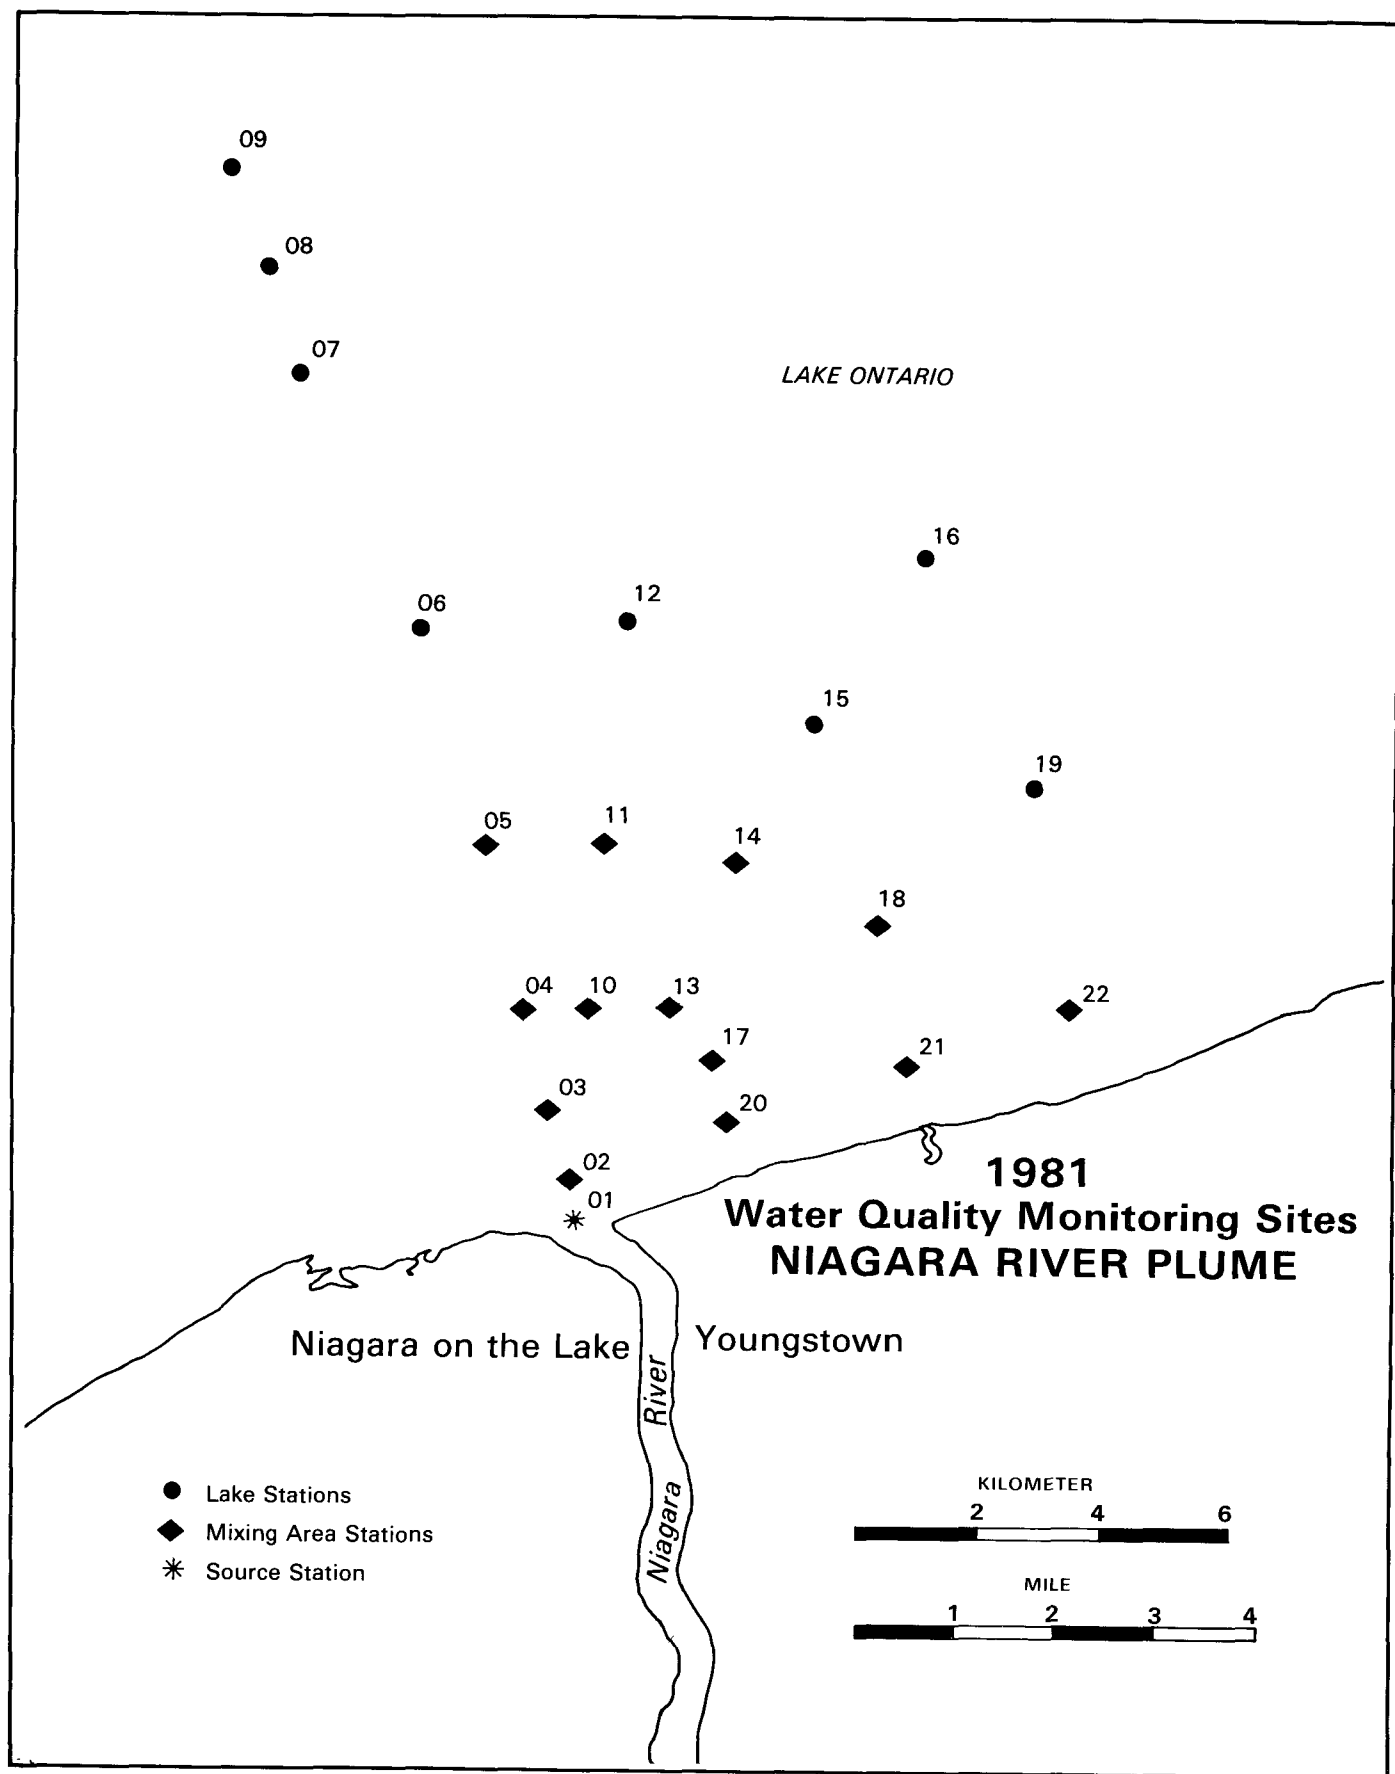 09
08
07
LAKE ONTARIO
16
12
06
15
19
11
05
14
18
04
10
13
22
17
21
03
20
02
01
1981
Water Quality Monitoring Sites
NIAGARA RIVER PLUME
Niagara on the Lake
Youngstown
Niagara River
Lake Stations
Mixing Area Stations
Source Station
KILOMETER
2 4 6
MILE
1 2 3 4